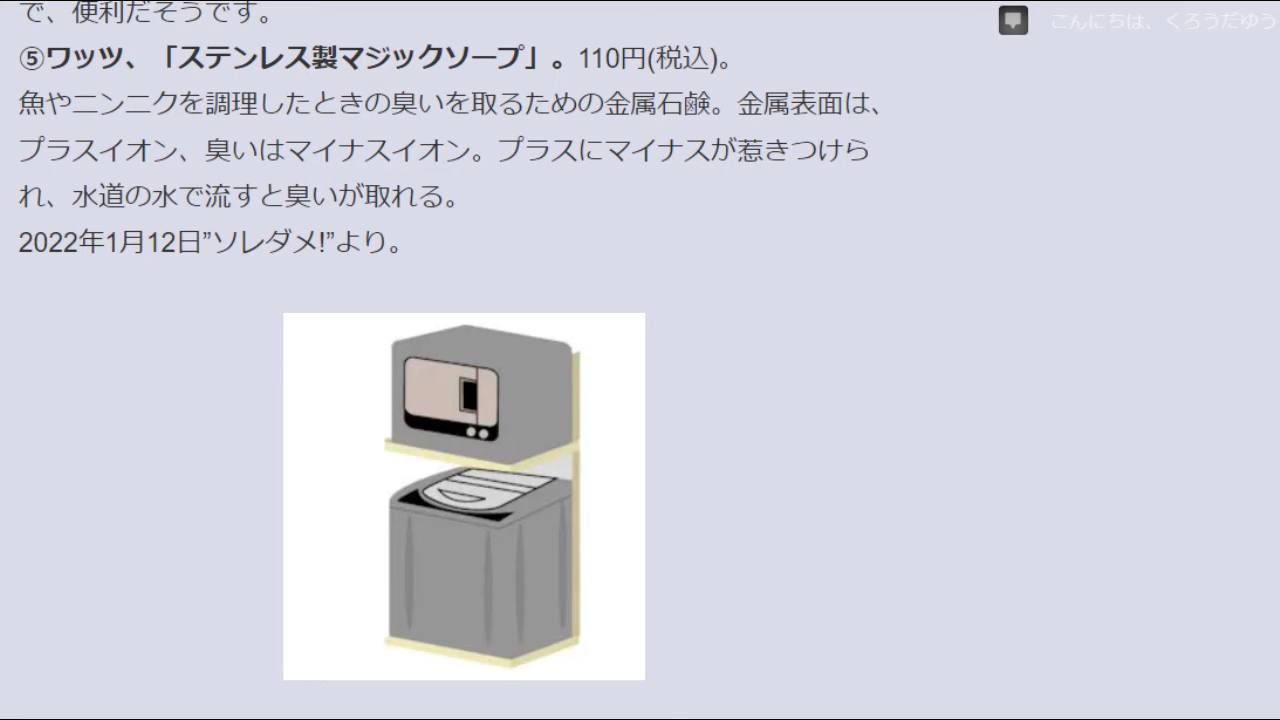 で、便利だそうです。
こんにちは、くろうだゆう
⑤ワッツ、「ステンレス製マジックソープ」。110円(税込)。
魚やニンニクを調理したときの臭いを取るための金属石鹸。金属表面は、
プラスイオン、臭いはマイナスイオン。プラスにマイナスが惹きつけら
れ、水道の水で流すと臭いが取れる。
2022年1月12日”ソレダメ!”より。